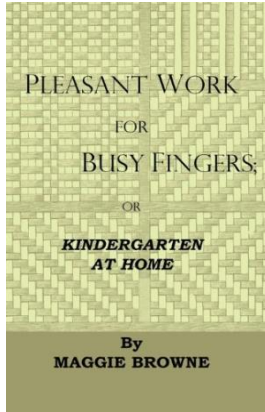 PLEASANT WORK
FOR
BUSY FINGERS;
OR
KINDERGARTEN
AT HOME
By
MAGGIE BROWNE